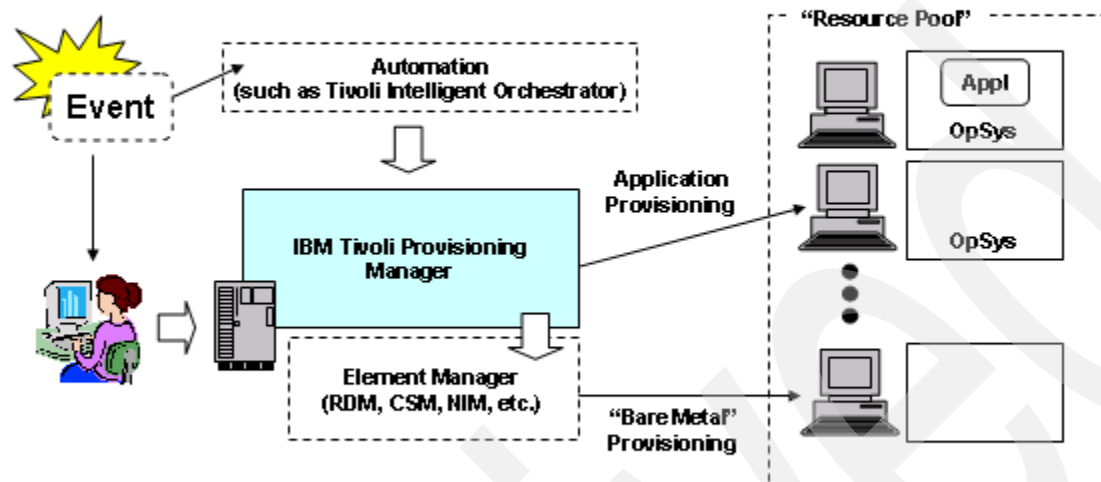 "Resource Pool"
Event
Automation
(such as Tivoli Intelligent Orchestrator)
Appl
OpSys
Application
Provisioning
OpSys
IBM Tivoli Provisioning
Manager
Element Manager
(RDM, CSM, NIM, etc.)
"Bare Metal"
Provisioning